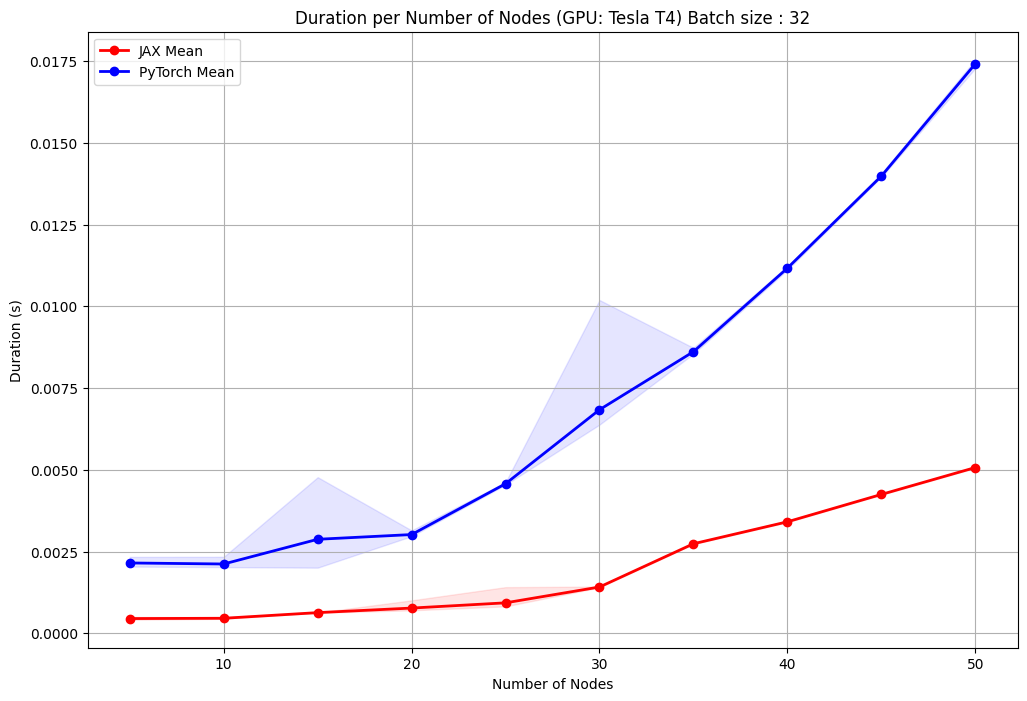 Duration per Number of Nodes (GPU: Tesla T4) Batch size : 32
JAX Mean
PyTorch Mean
0.0175
0.0150
0.0125
0.0100
0.0075
0.0050
0.0025
0.0000
Duration (s)
10 20 30 40 50
Number of Nodes